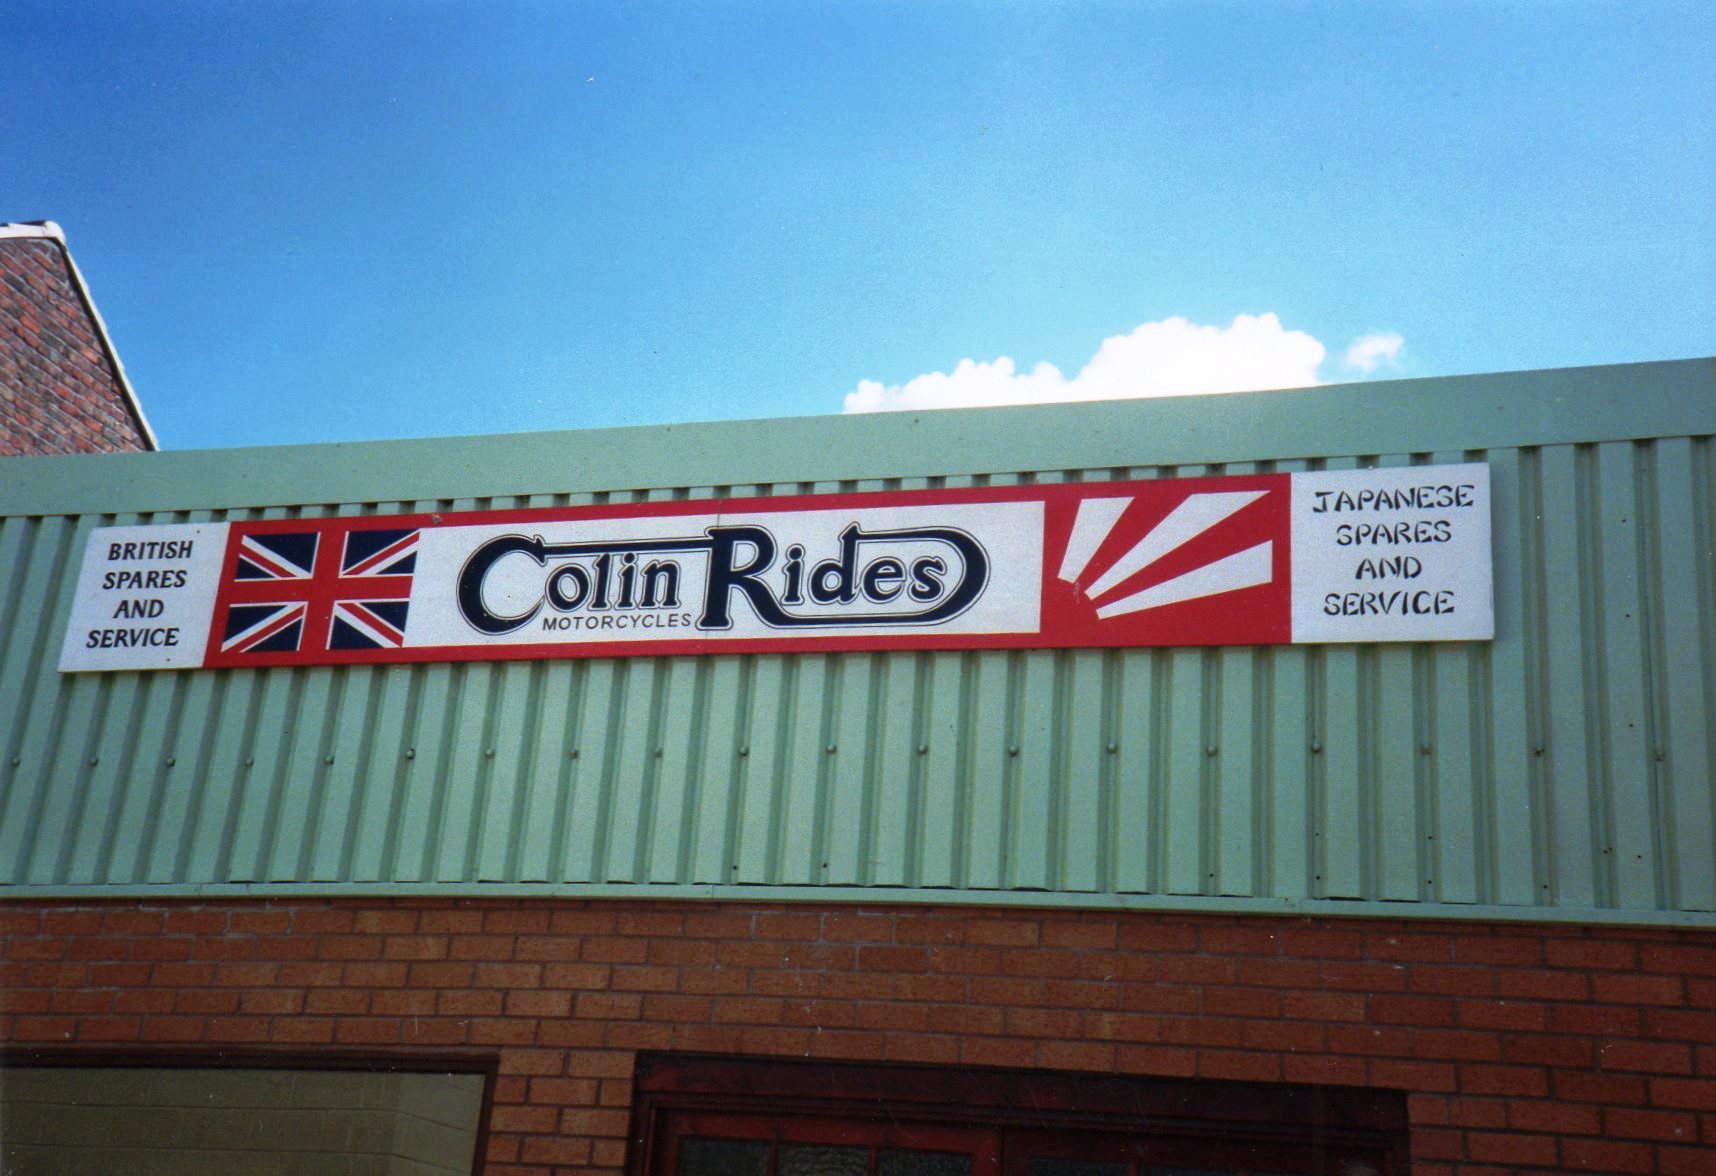 BRITISH
SPARES
AND
SERVICE
Colin Rides
MOTORCYCLES
JAPANESE
SPARES
AND
SERVICE